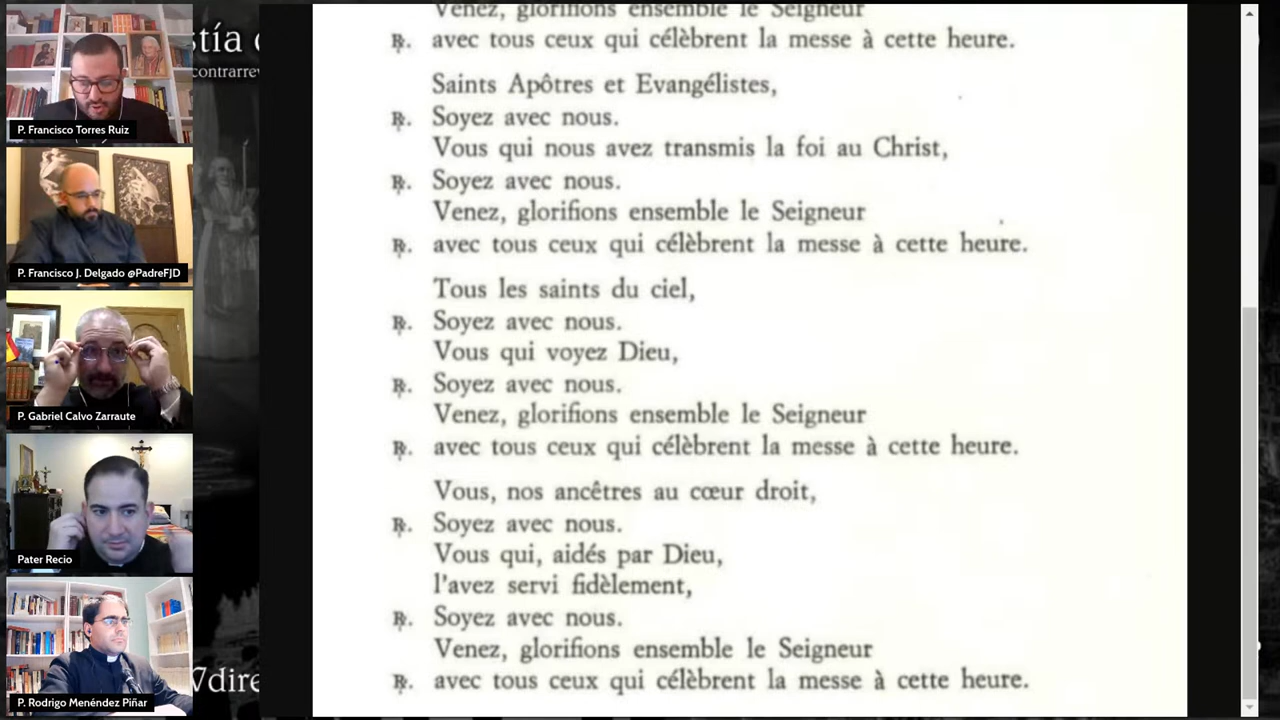 P. Francisco Torres Ruiz
P. Francisco J. Delgado @PadreFJD
P. Gabriel Calvo Zarraute
Pater Recio
P. Rodrigo Menéndez Piñar
stía
contrarrev
Vdire
Venez, glorifions ensemble le Seigneur
℟. avec tous ceux qui célèbrent la messe à cette heure.
Saints Apôtres et Evangélistes,
℟. Soyez avec nous.
Vous qui nous avez transmis la foi au Christ,
℟. Soyez avec nous.
Venez, glorifions ensemble le Seigneur
℟. avec tous ceux qui célèbrent la messe à cette heure.
Tous les saints du ciel,
℟. Soyez avec nous.
Vous qui voyez Dieu,
℟. Soyez avec nous.
Venez, glorifions ensemble le Seigneur
℟. avec tous ceux qui célèbrent la messe à cette heure.
Vous, nos ancêtres au cœur droit,
℟. Soyez avec nous.
Vous qui, aidés par Dieu,
l'avez servi fidèlement,
℟. Soyez avec nous.
Venez, glorifions ensemble le Seigneur
℟. avec tous ceux qui célèbrent la messe à cette heure.